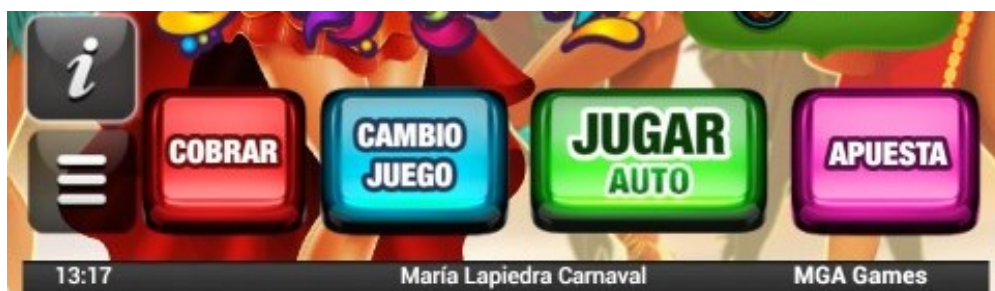 i
COBRAR
CAMBIO
JUEGO
JUGAR
AUTO
APUESTA
13:17 María Lapiedra Carnaval MGA Games